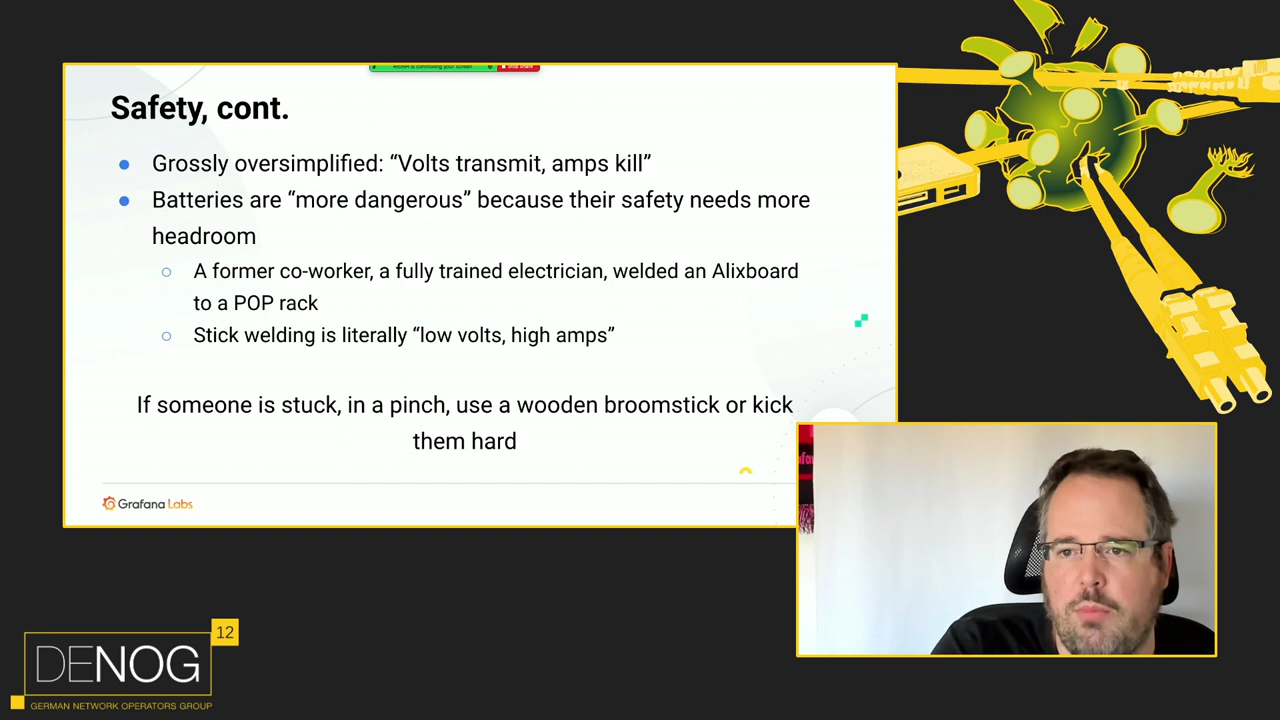 Safety, cont.
● Grossly oversimplified: “Volts transmit, amps kill”
● Batteries are “more dangerous” because their safety needs more
headroom
○ A former co-worker, a fully trained electrician, welded an Alixboard
to a POP rack
○ Stick welding is literally “low volts, high amps”
If someone is stuck, in a pinch, use a wooden broomstick or kick
them hard
Grafana Labs
12
DENOG
GERMAN NETWORK OPERATORS GROUP